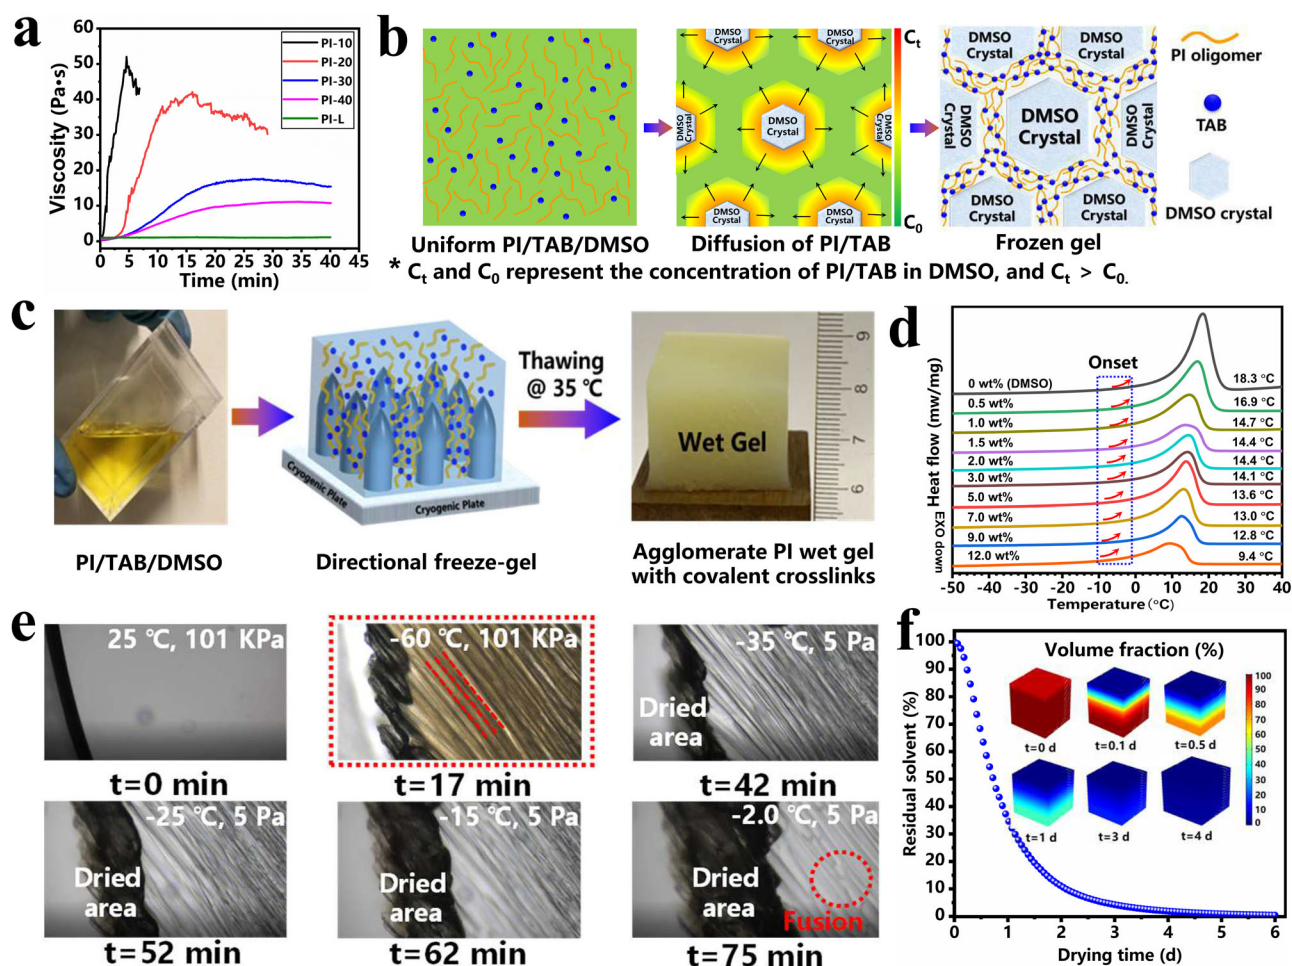 a
Viscosity (Pa•s)
60
50
40
30
20
10
0
PI-10
PI-20
PI-30
PI-40
PI-L
0 5 10 15 20 25 30 35 40 45
Time (min)
b
DMSO
Crystal
DMSO
Crystal
DMSO
Crystal
DMSO
Crystal
DMSO
Crystal
DMSO
Crystal
DMSO
Crystal
Ct
C0
DMSO
Crystal
DMSO
Crystal
DMSO
Crystal
DMSO
Crystal
DMSO
Crystal
DMSO
Crystal
DMSO
Crystal
PI oligomer
TAB
DMSO crystal
Uniform PI/TAB/DMSO
Diffusion of PI/TAB
Frozen gel
* Ct and C0 represent the concentration of PI/TAB in DMSO, and Ct > C0.
c
Cryogenic Plate
Cryogenic Plate
Thawing
@ 35 ℃
Wet Gel
9
8
7
6
PI/TAB/DMSO
Directional freeze-gel
Agglomerate PI wet gel
with covalent crosslinks
d
Heat flow (mw/mg)
EXO down
Onset
0 wt% (DMSO) 18.3 °C
0.5 wt% 16.9 °C
1.0 wt% 14.7 °C
1.5 wt% 14.4 °C
2.0 wt% 14.4 °C
3.0 wt% 14.1 °C
5.0 wt% 13.6 °C
7.0 wt% 13.0 °C
9.0 wt% 12.8 °C
12.0 wt% 9.4 °C
-50 -40 -30 -20 -10 0 10 20 30 40
Temperature (°C)
e
25 ℃, 101 KPa
t=0 min
-60 ℃, 101 KPa
t=17 min
-35 ℃, 5 Pa
Dried
area
t=42 min
-25 ℃, 5 Pa
Dried
area
t=52 min
-15 ℃, 5 Pa
Dried
area
t=62 min
-2.0 ℃, 5 Pa
Dried
area
Fusion
t=75 min
f
Residual solvent (%)
100
90
80
70
60
50
40
30
20
10
0
Volume fraction (%)
t=0 d
t=0.1 d
t=0.5 d
t=1 d
t=3 d
t=4 d
100
90
80
70
60
50
40
30
20
10
0
0 1 2 3 4 5 6
Drying time (d)